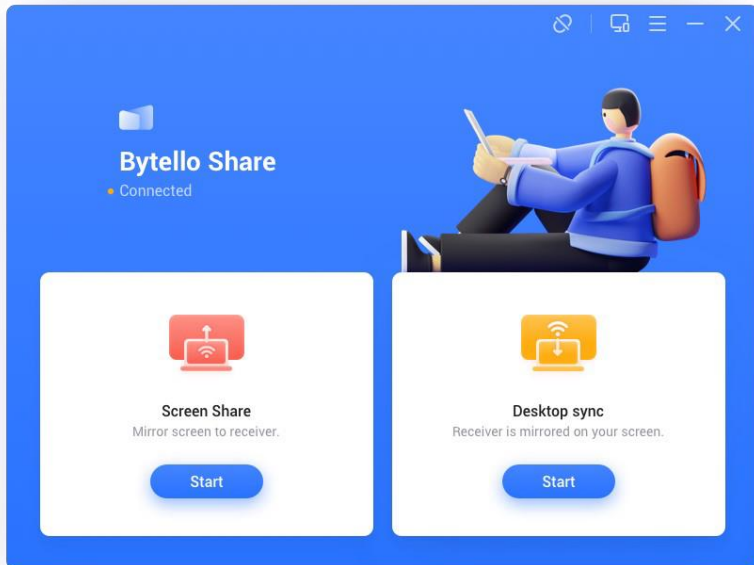 Bytello Share
Connected
Screen Share
Mirror screen to receiver.
Start
Desktop sync
Receiver is mirrored on your screen.
Start